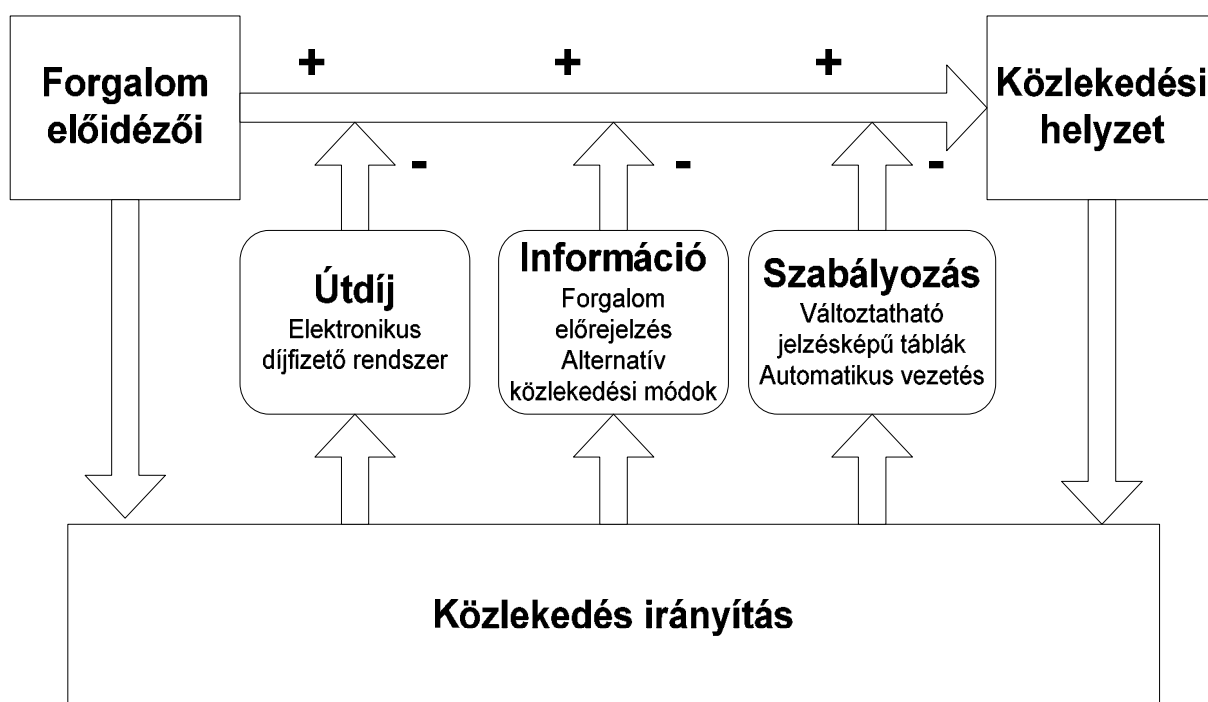 Forgalom
előidézői
+
+
+
Közlekedési
helyzet
-
-
-
Útdíj
Elektronikus
díjfizető rendszer
Információ
Forgalom
előrejelzés
Alternatív
közlekedési módok
Szabályozás
Változtatható
jelzésképű táblák
Automatikus vezetés
Közlekedés irányítás